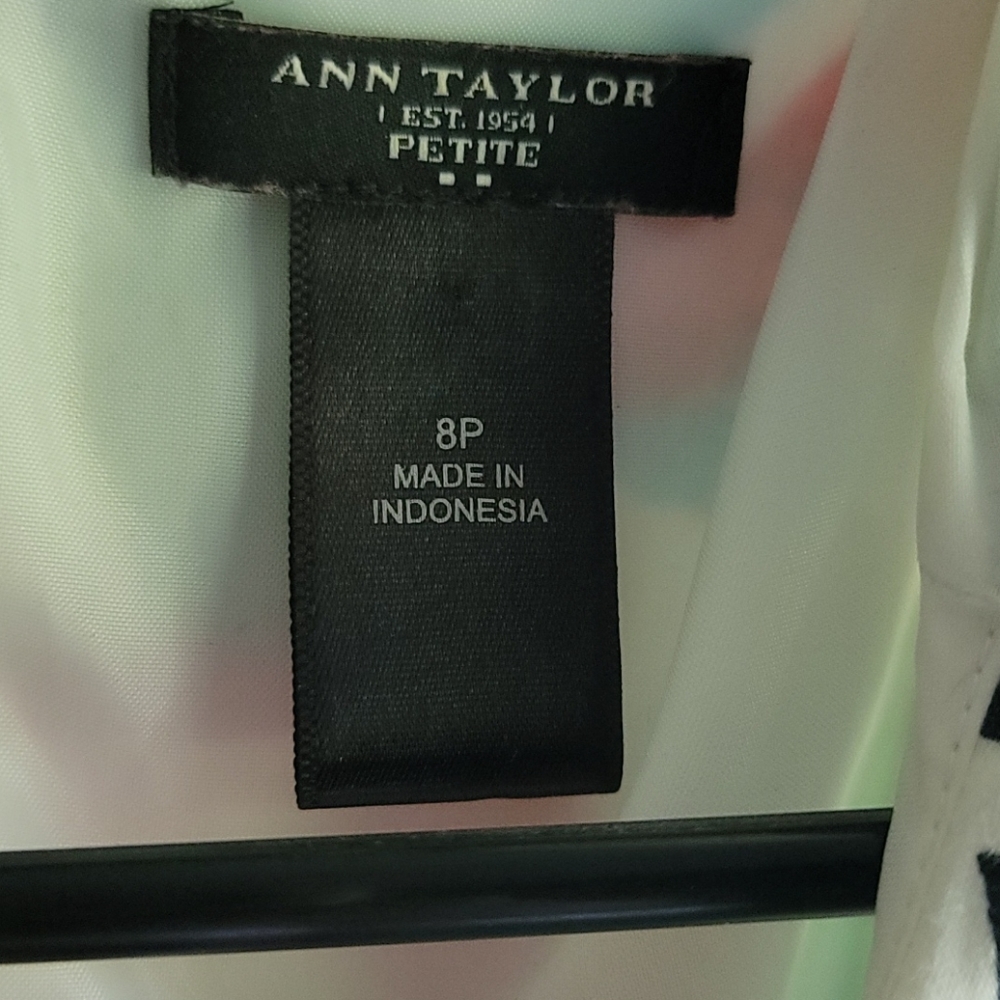 ANN TAYLOR
EST. 1954
PETITE
8P
MADE IN
INDONESIA